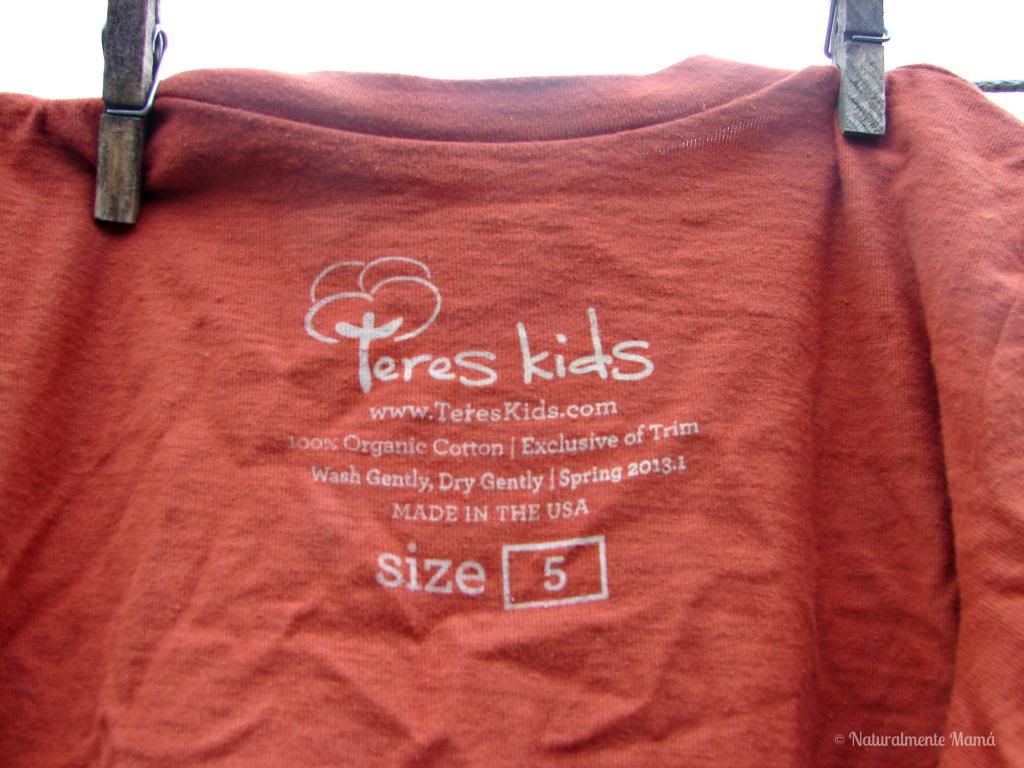 Teres kids
www.TeresKids.com
100% Organic Cotton | Exclusive of Trim
Wash Gently, Dry Gently | Spring 2013.1
MADE IN THE USA
size 5
© Naturalmente Mamá